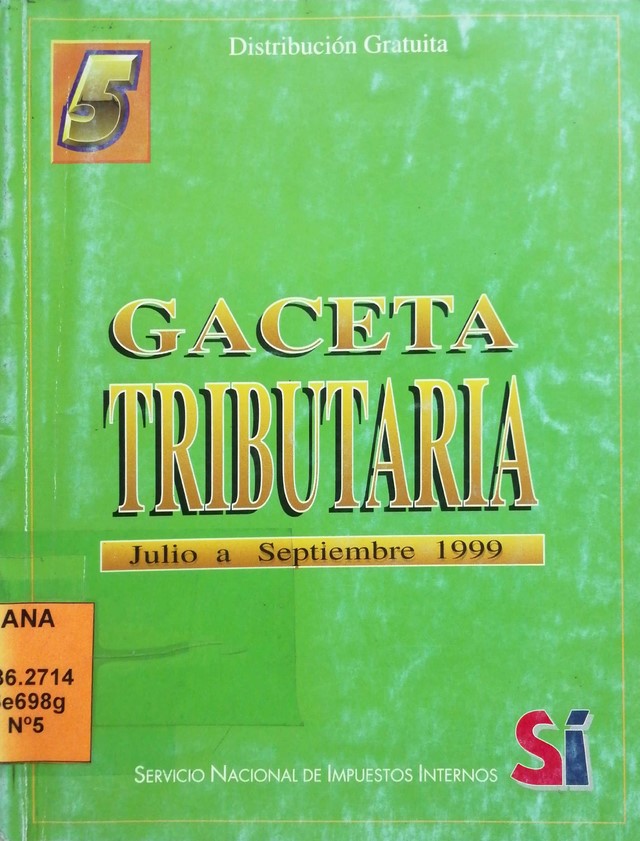 Distribución Gratuita
5
GACETA
TRIBUTARIA
Julio a Septiembre 1999
ANA
36.2714
e698g
Nº5
SERVICIO NACIONAL DE IMPUESTOS INTERNOS
Sí